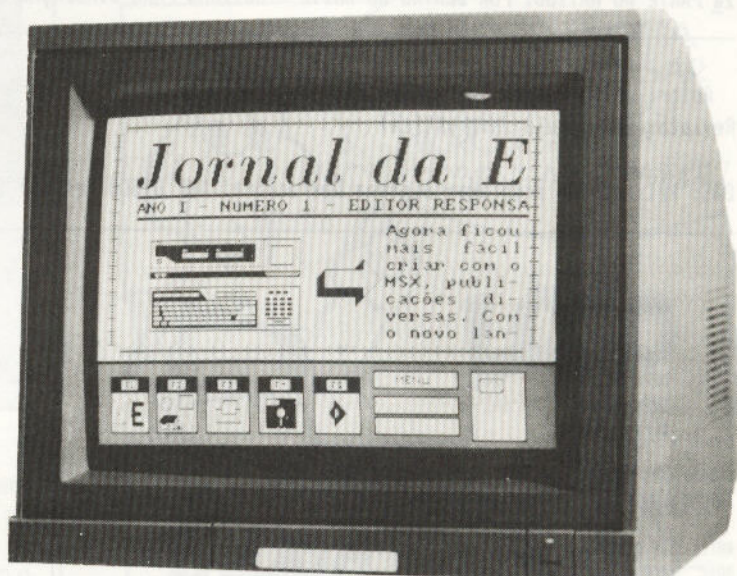 Jornal da E
ANO I - NUMERO 1 - EDITOR RESPONSA
Agora ficou
mais facil
criar com o
MSX, publi-
cacões di-
versas. Com
o novo lan-
MENU
E